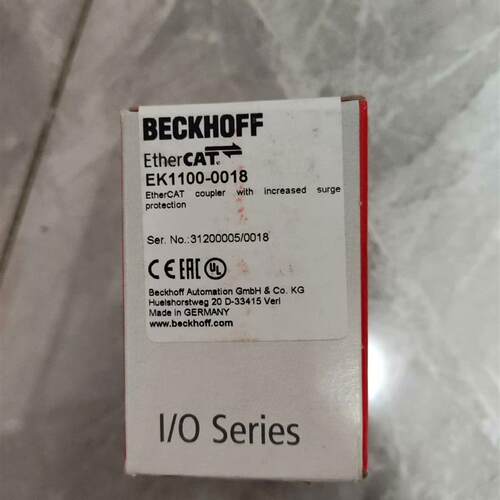 BECKHOFF
EtherCAT®
EK1100-0018
EtherCAT coupler with increased surge
protection
Ser. No.:31200005/0018
CE EAC UL
Beckhoff Automation GmbH & Co. KG
Huelshorstweg 20 D-33415 Verl
Made in GERMANY
www.beckhoff.com
I/O Series